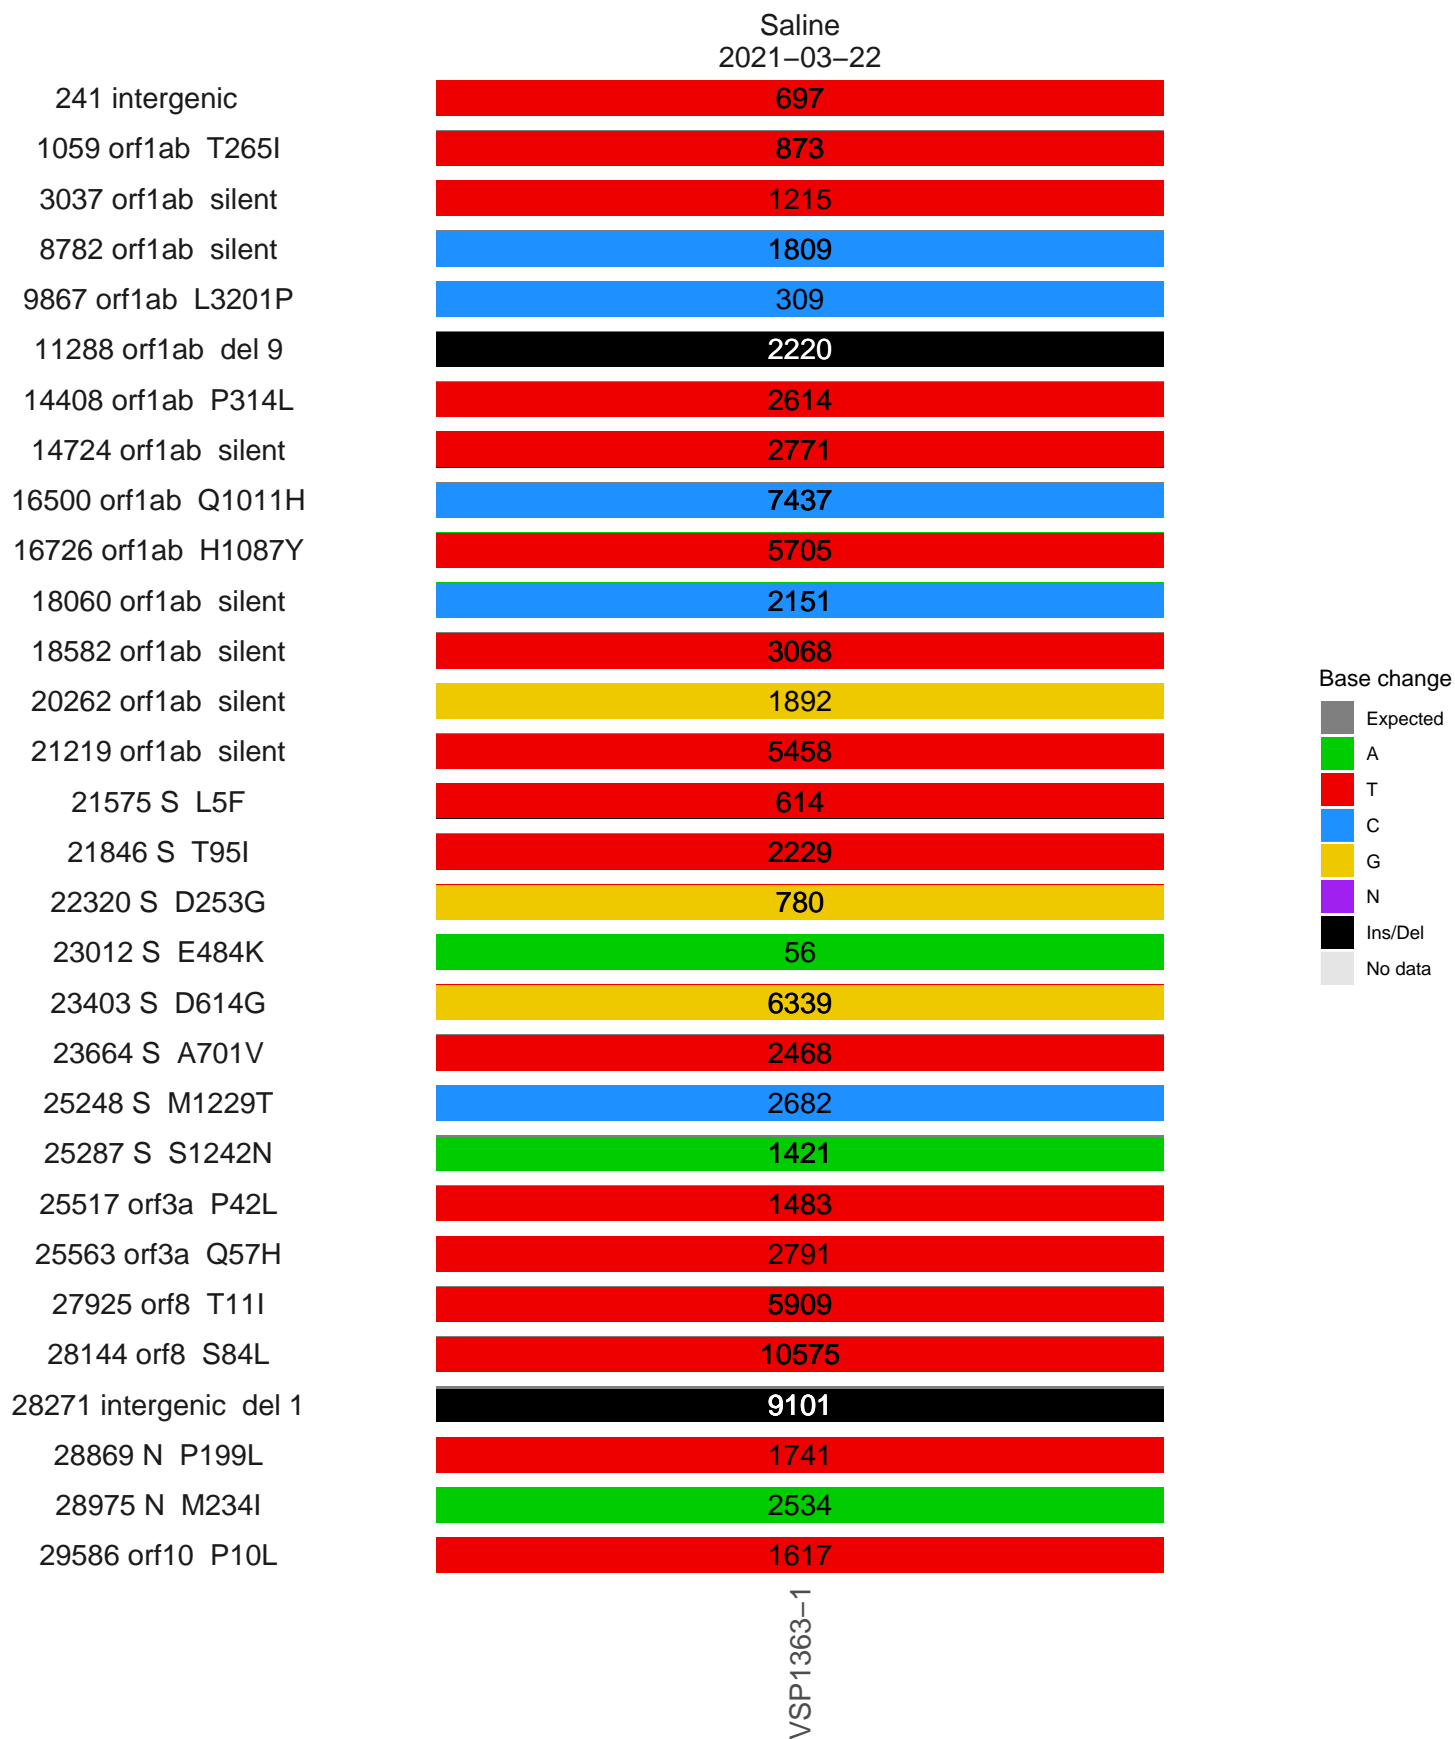 Saline
2021−03−22
241 intergenic 697
1059 orf1ab T265I 873
3037 orf1ab silent 1215
8782 orf1ab silent 1809
9867 orf1ab L3201P 309
11288 orf1ab del 9 2220
14408 orf1ab P314L 2614
14724 orf1ab silent 2771
16500 orf1ab Q1011H 7437
16726 orf1ab H1087Y 5705
18060 orf1ab silent 2151
18582 orf1ab silent 3068
20262 orf1ab silent 1892
21219 orf1ab silent 5458
21575 S L5F 614
21846 S T95I 2229
22320 S D253G 780
23012 S E484K 56
23403 S D614G 6339
23664 S A701V 2468
25248 S M1229T 2682
25287 S S1242N 1421
25517 orf3a P42L 1483
25563 orf3a Q57H 2791
27925 orf8 T11I 5909
28144 orf8 S84L 10575
28271 intergenic del 1 9101
28869 N P199L 1741
28975 N M234I 2534
29586 orf10 P10L 1617
VSP1363−1
Base change
Expected
A
T
C
G
N
Ins/Del
No data